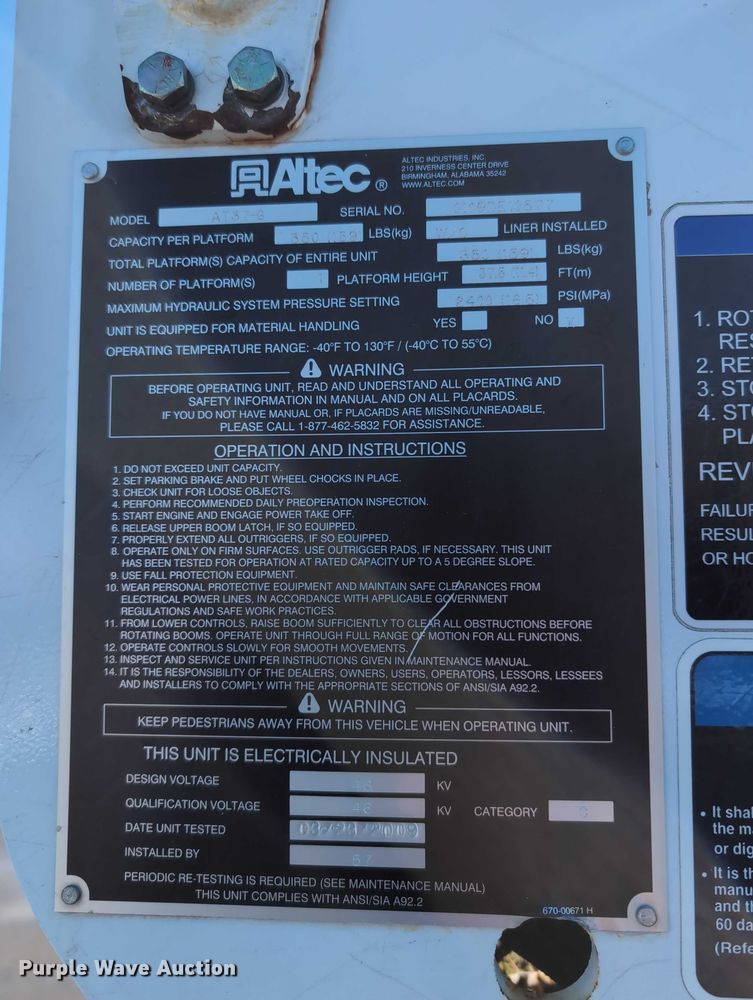 Altec®
ALTEC INDUSTRIES, INC.
210 INVERNESS CENTER DRIVE
BIRMINGHAM, ALABAMA 35242
WWW.ALTEC.COM
MODEL AT37-G SERIAL NO.
CAPACITY PER PLATFORM 350 (159) LBS(kg) LINER INSTALLED
TOTAL PLATFORM(S) CAPACITY OF ENTIRE UNIT 350 (159) LBS(kg)
NUMBER OF PLATFORM(S) 1 PLATFORM HEIGHT FT(m)
MAXIMUM HYDRAULIC SYSTEM PRESSURE SETTING PSI(MPa)
UNIT IS EQUIPPED FOR MATERIAL HANDLING YES NO X
OPERATING TEMPERATURE RANGE: -40°F TO 130°F / (-40°C TO 55°C)
WARNING
BEFORE OPERATING UNIT, READ AND UNDERSTAND ALL OPERATING AND
SAFETY INFORMATION IN MANUAL AND ON ALL PLACARDS.
IF YOU DO NOT HAVE MANUAL OR, IF PLACARDS ARE MISSING/UNREADABLE,
PLEASE CALL 1-877-462-5832 FOR ASSISTANCE.
OPERATION AND INSTRUCTIONS
1. DO NOT EXCEED UNIT CAPACITY.
2. SET PARKING BRAKE AND PUT WHEEL CHOCKS IN PLACE.
3. CHECK UNIT FOR LOOSE OBJECTS.
4. PERFORM RECOMMENDED DAILY PREOPERATION INSPECTION.
5. START ENGINE AND ENGAGE POWER TAKE OFF.
6. RELEASE UPPER BOOM LATCH, IF SO EQUIPPED.
7. PROPERLY EXTEND ALL OUTRIGGERS, IF SO EQUIPPED.
8. OPERATE ONLY ON FIRM SURFACES. USE OUTRIGGER PADS, IF NECESSARY. THIS UNIT
HAS BEEN TESTED FOR OPERATION AT RATED CAPACITY UP TO A 5 DEGREE SLOPE.
9. USE FALL PROTECTION EQUIPMENT.
10. WEAR PERSONAL PROTECTIVE EQUIPMENT AND MAINTAIN SAFE CLEARANCES FROM
ELECTRICAL POWER LINES, IN ACCORDANCE WITH APPLICABLE GOVERNMENT
REGULATIONS AND SAFE WORK PRACTICES.
11. FROM LOWER CONTROLS, RAISE BOOM SUFFICIENTLY TO CLEAR ALL OBSTRUCTIONS BEFORE
ROTATING BOOMS. OPERATE UNIT THROUGH FULL RANGE OF MOTION FOR ALL FUNCTIONS.
12. OPERATE CONTROLS SLOWLY FOR SMOOTH MOVEMENTS.
13. INSPECT AND SERVICE UNIT PER INSTRUCTIONS GIVEN IN MAINTENANCE MANUAL.
14. IT IS THE RESPONSIBILITY OF THE DEALERS, OWNERS, USERS, OPERATORS, LESSORS, LESSEES
AND INSTALLERS TO COMPLY WITH THE APPROPRIATE SECTIONS OF ANSI/SIA A92.2.
WARNING
KEEP PEDESTRIANS AWAY FROM THIS VEHICLE WHEN OPERATING UNIT.
THIS UNIT IS ELECTRICALLY INSULATED
DESIGN VOLTAGE 46 KV
QUALIFICATION VOLTAGE 46 KV CATEGORY C
DATE UNIT TESTED 03/23/2009
INSTALLED BY 57
PERIODIC RE-TESTING IS REQUIRED (SEE MAINTENANCE MANUAL)
THIS UNIT COMPLIES WITH ANSI/SIA A92.2
670-00671 H
1. ROT
RES
2. RE
3. STO
4. STO
PLA
REV
FAILUR
RESUL
OR HO
• It shal
the ma
or dig
• It is th
manu
and th
60 da
(Refe
Purple Wave Auction